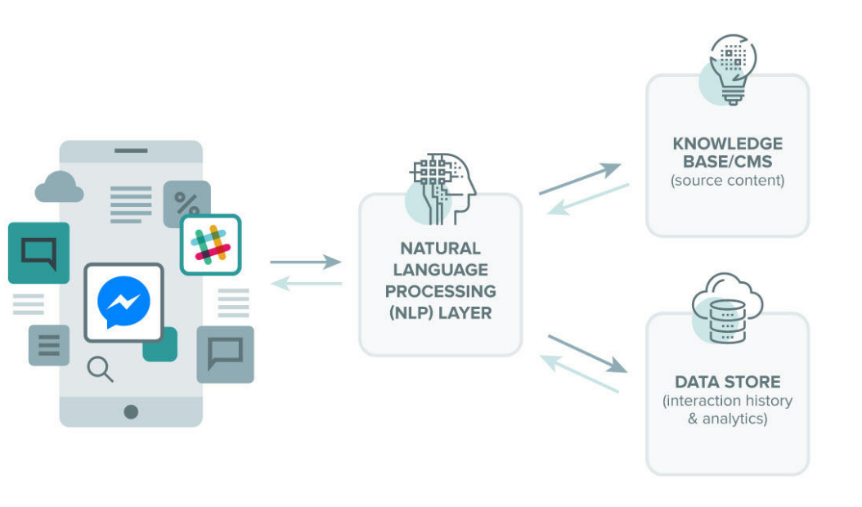 NATURAL
LANGUAGE
PROCESSING
(NLP) LAYER
KNOWLEDGE
BASE/CMS
(source content)
DATA STORE
(interaction history
& analytics)
%